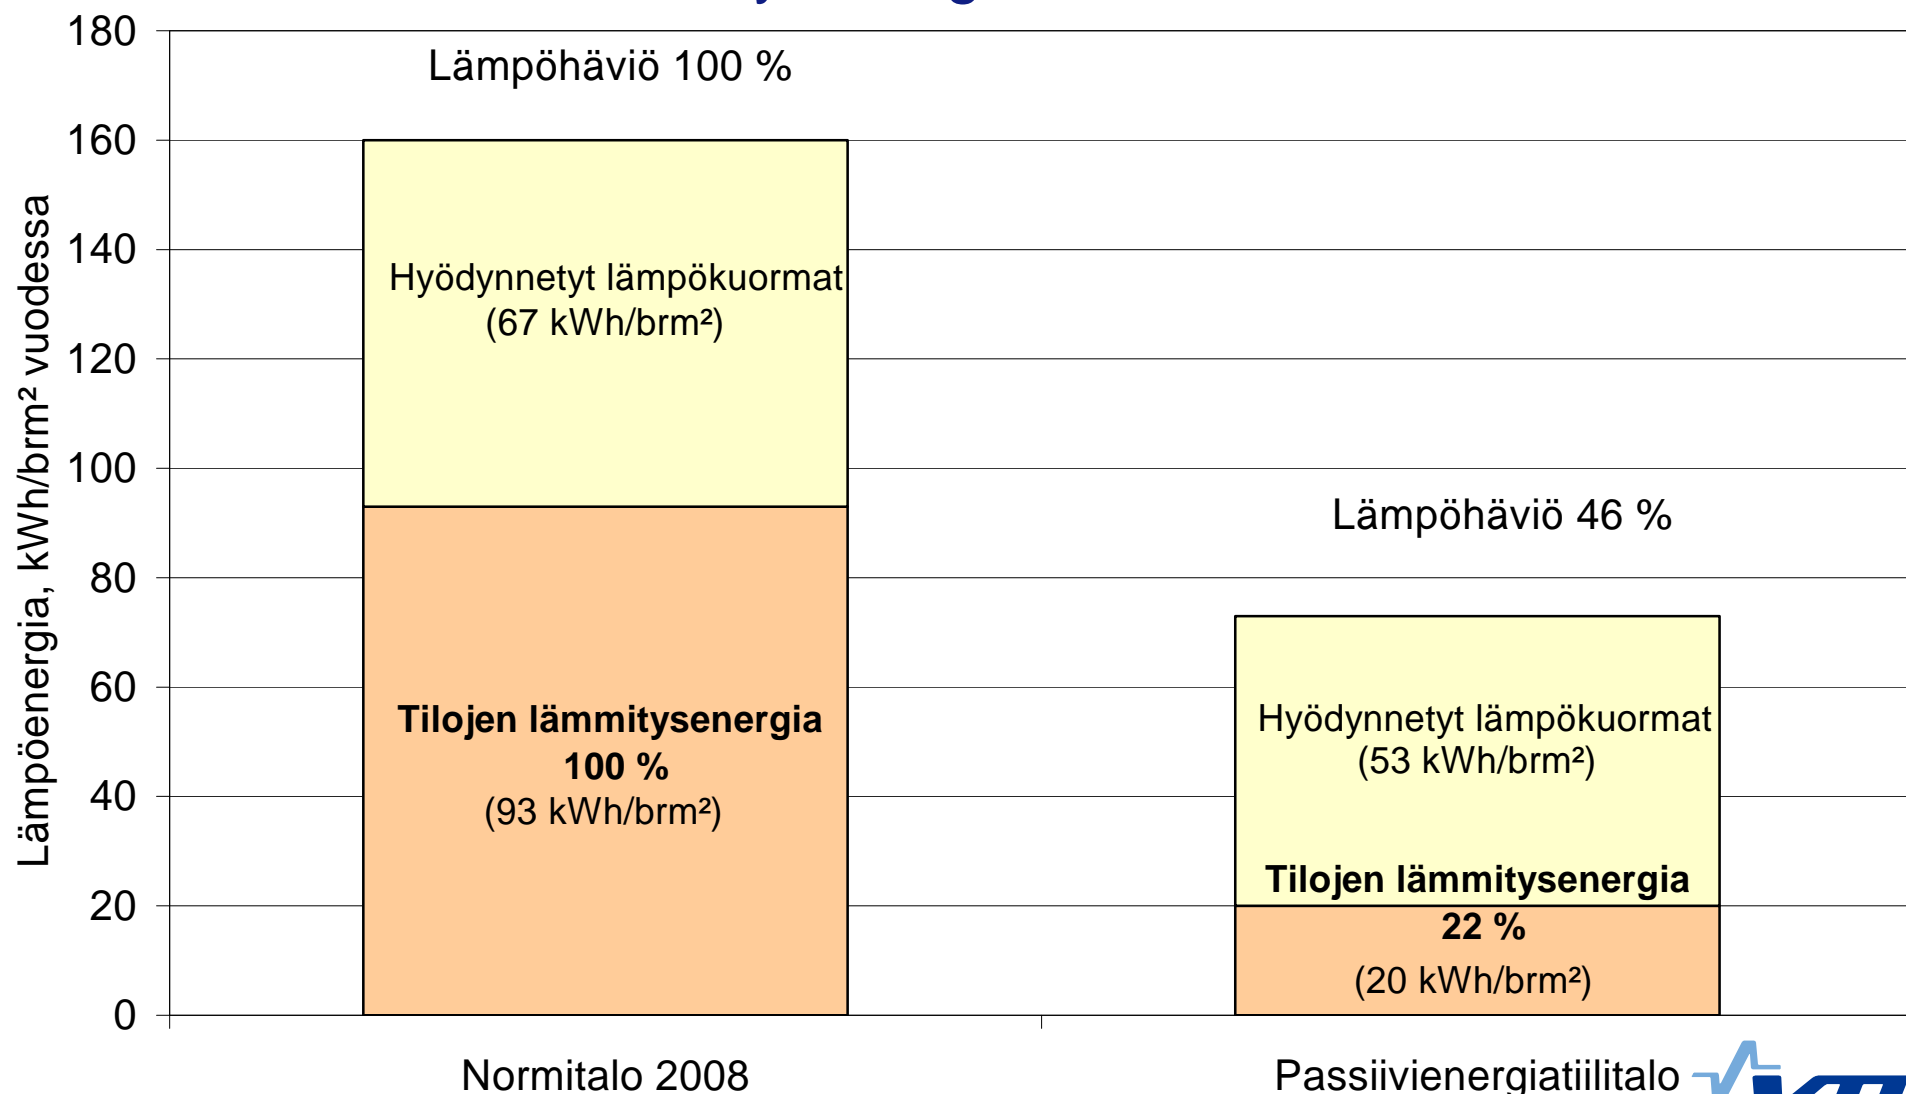 180
160
140
120
100
80
60
40
20
0
Lämpöenergia, kWh/brm² vuodessa
Lämpöhäviö 100 %
Hyödynnetyt lämpökuormat
(67 kWh/brm²)
Tilojen lämmitysenergia
100 %
(93 kWh/brm²)
Lämpöhäviö 46 %
Hyödynnetyt lämpökuormat
(53 kWh/brm²)
Tilojen lämmitysenergia
22 %
(20 kWh/brm²)
Normitalo 2008
Passiivienergiatiilitalo